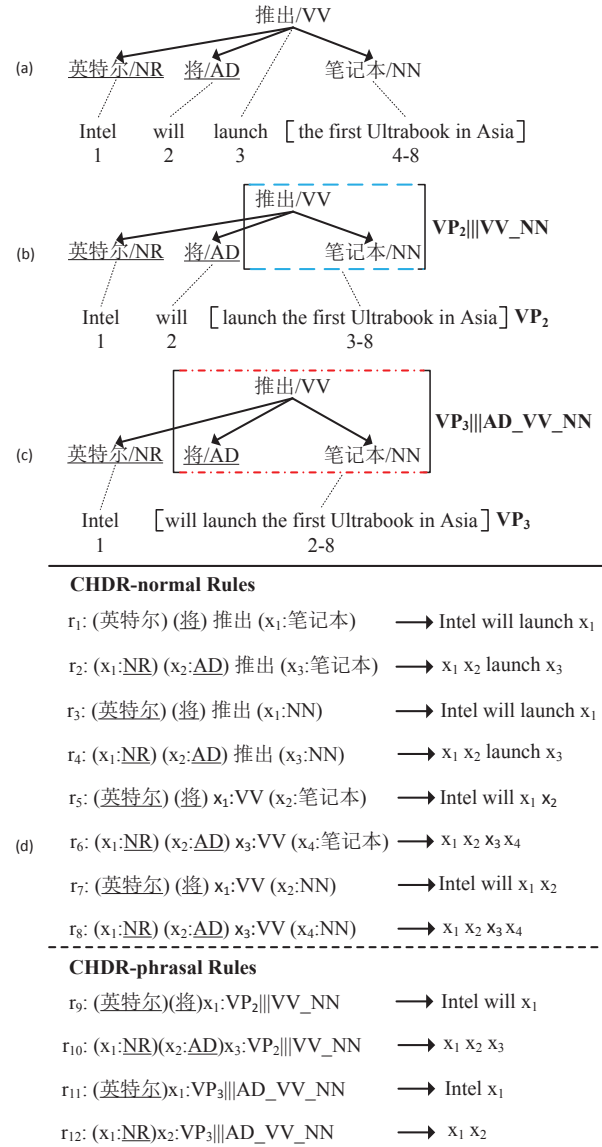 推出/VV
(a)
英特尔/NR 将/AD 笔记本/NN
Intel will launch [the first Ultrabook in Asia]
1 2 3 4-8
推出/VV
VP₂|||VV_NN
(b)
英特尔/NR 将/AD 笔记本/NN
Intel will [launch the first Ultrabook in Asia] VP₂
1 2 3-8
推出/VV
VP₃|||AD_VV_NN
(c)
英特尔/NR 将/AD 笔记本/NN
Intel [will launch the first Ultrabook in Asia] VP₃
1 2-8
CHDR-normal Rules
r₁: (英特尔) (将) 推出 (x₁:笔记本) → Intel will launch x₁
r₂: (x₁:NR) (x₂:AD) 推出 (x₃:笔记本) → x₁ x₂ launch x₃
r₃: (英特尔) (将) 推出 (x₁:NN) → Intel will launch x₁
r₄: (x₁:NR) (x₂:AD) 推出 (x₃:NN) → x₁ x₂ launch x₃
r₅: (英特尔) (将) x₁:VV (x₂:笔记本) → Intel will x₁ x₂
(d)
r₆: (x₁:NR) (x₂:AD) x₃:VV (x₄:笔记本) → x₁ x₂ x₃ x₄
r₇: (英特尔) (将) x₁:VV (x₂:NN) → Intel will x₁ x₂
r₈: (x₁:NR) (x₂:AD) x₃:VV (x₄:NN) → x₁ x₂ x₃ x₄
CHDR-phrasal Rules
r₉: (英特尔)(将)x₁:VP₂|||VV_NN → Intel will x₁
r₁₀: (x₁:NR)(x₂:AD)x₃:VP₂|||VV_NN → x₁ x₂ x₃
r₁₁: (英特尔)x₁:VP₃|||AD_VV_NN → Intel x₁
r₁₂: (x₁:NR)x₂:VP₃|||AD_VV_NN → x₁ x₂